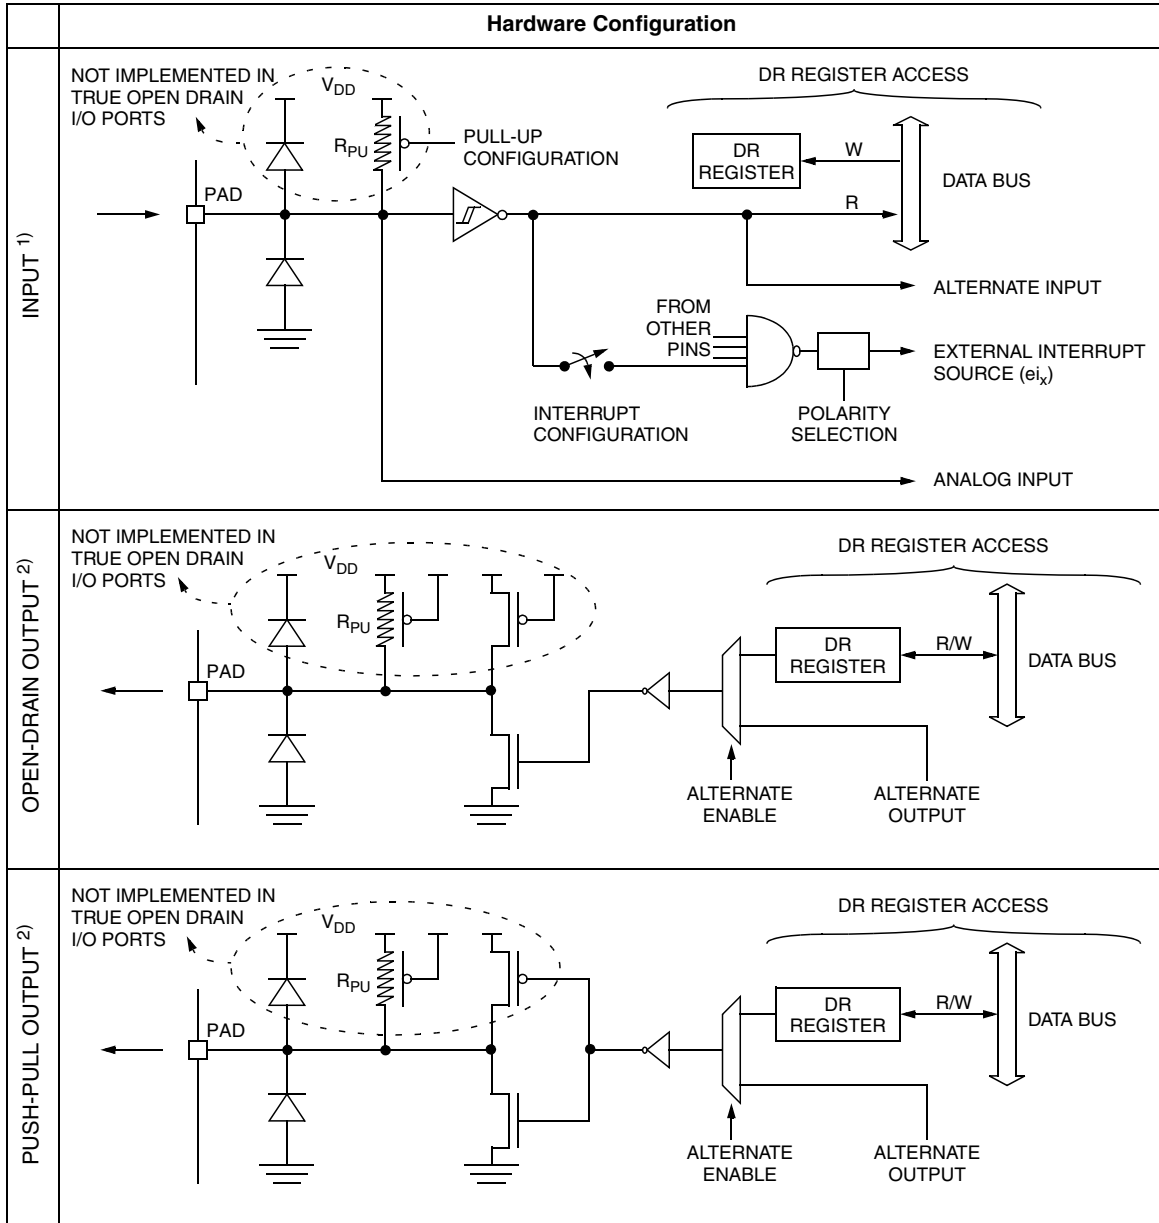 Hardware Configuration
INPUT 1)
NOT IMPLEMENTED IN
TRUE OPEN DRAIN
I/O PORTS
VDD
RPU
PULL-UP
CONFIGURATION
PAD
DR REGISTER ACCESS
DR
REGISTER
W
R
DATA BUS
ALTERNATE INPUT
FROM
OTHER
PINS
EXTERNAL INTERRUPT
SOURCE (eix)
INTERRUPT
CONFIGURATION
POLARITY
SELECTION
ANALOG INPUT
OPEN-DRAIN OUTPUT 2)
NOT IMPLEMENTED IN
TRUE OPEN DRAIN
I/O PORTS
VDD
RPU
PAD
DR REGISTER ACCESS
DR
REGISTER
R/W
DATA BUS
ALTERNATE
ENABLE
ALTERNATE
OUTPUT
PUSH-PULL OUTPUT 2)
NOT IMPLEMENTED IN
TRUE OPEN DRAIN
I/O PORTS
VDD
RPU
PAD
DR REGISTER ACCESS
DR
REGISTER
R/W
DATA BUS
ALTERNATE
ENABLE
ALTERNATE
OUTPUT